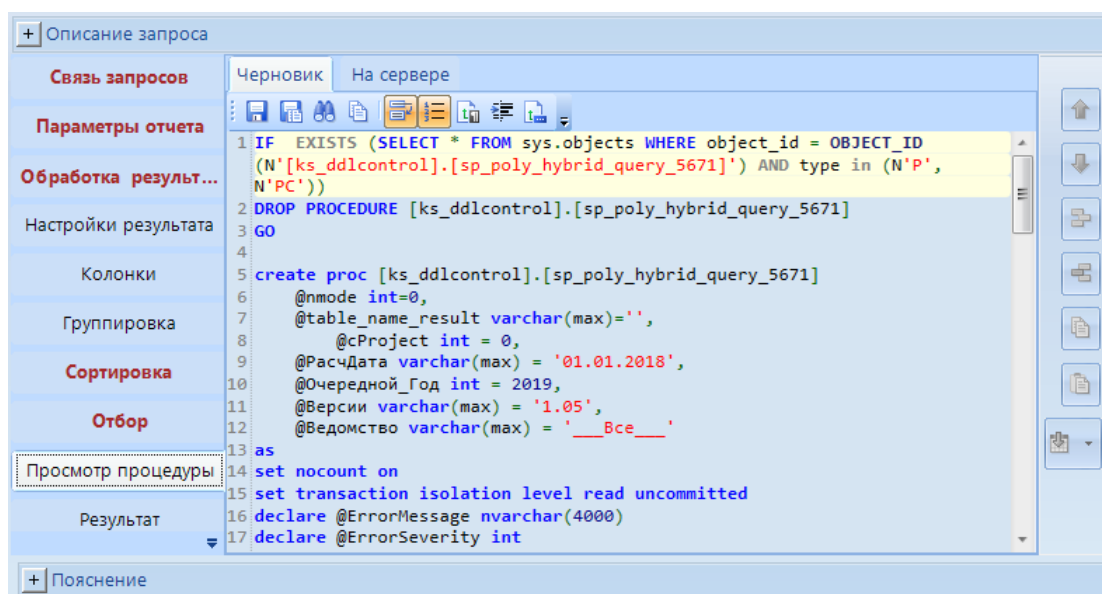 Описание запроса
Связь запросов
Параметры отчета
Обработка результ...
Настройки результата
Колонки
Группировка
Сортировка
Отбор
Просмотр процедуры
Результат
Черновик На сервере
1 IF EXISTS (SELECT * FROM sys.objects WHERE object_id = OBJECT_ID
(N'[ks_ddlcontrol].[sp_poly_hybrid_query_5671]') AND type in (N'P',
N'PC'))
2 DROP PROCEDURE [ks_ddlcontrol].[sp_poly_hybrid_query_5671]
3 GO
4
5 create proc [ks_ddlcontrol].[sp_poly_hybrid_query_5671]
6 @nmode int=0,
7 @table_name_result varchar(max)='',
8 @cProject int = 0,
9 @РасчДата varchar(max) = '01.01.2018',
10 @Очередной_Год int = 2019,
11 @Версии varchar(max) = '1.05',
12 @Ведомство varchar(max) = '___Все___'
13 as
14 set nocount on
15 set transaction isolation level read uncommitted
16 declare @ErrorMessage nvarchar(4000)
17 declare @ErrorSeverity int
Пояснение